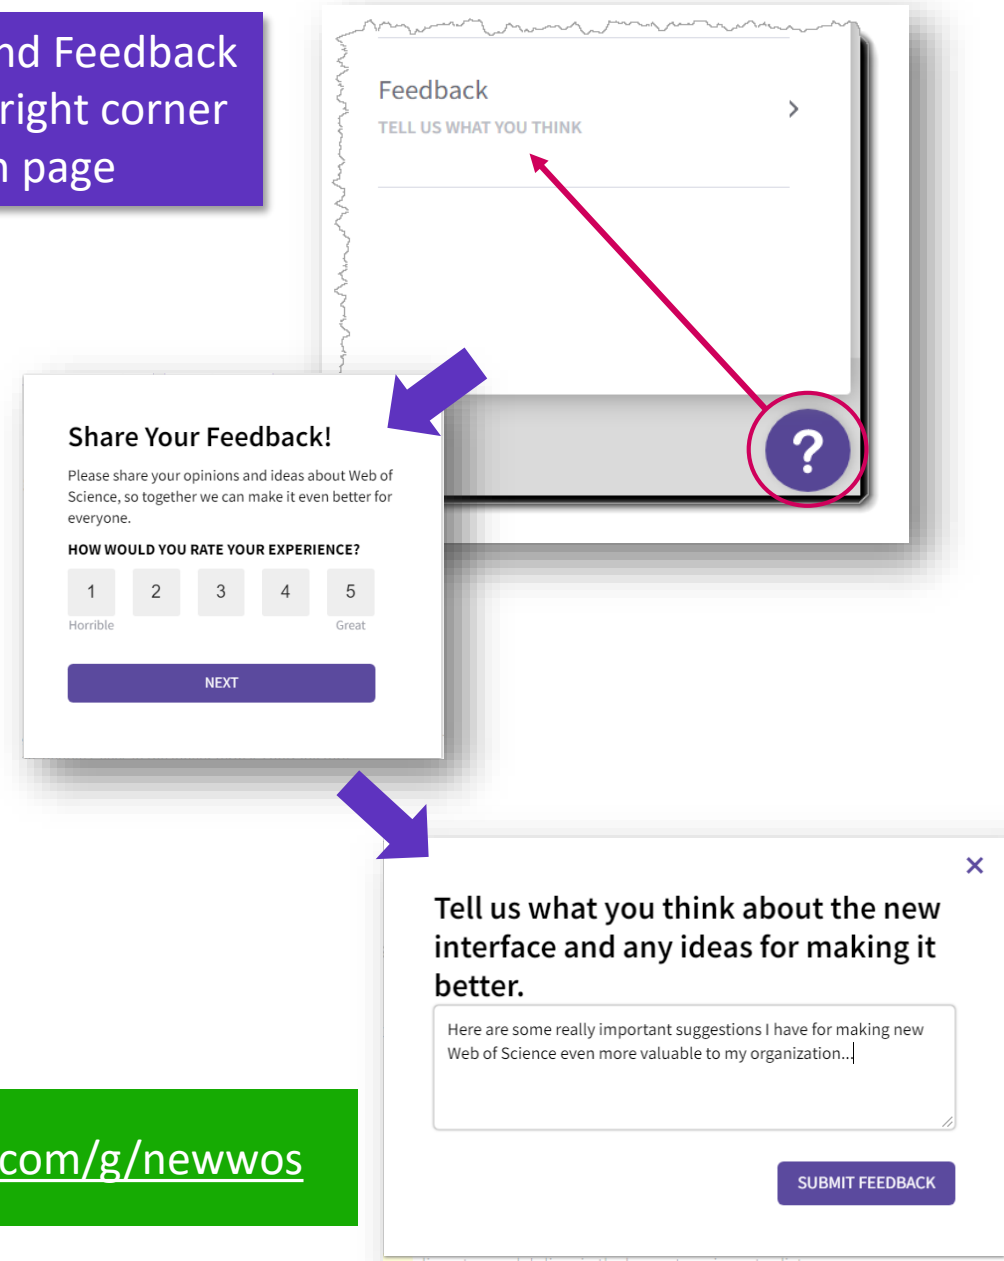 nd Feedback
right corner
page
Feedback
TELL US WHAT YOU THINK
?
Share Your Feedback!
Please share your opinions and ideas about Web of
Science, so together we can make it even better for
everyone.
HOW WOULD YOU RATE YOUR EXPERIENCE?
1 2 3 4 5
Horrible Great
NEXT
Tell us what you think about the new
interface and any ideas for making it
better.
Here are some really important suggestions I have for making new
Web of Science even more valuable to my organization...
SUBMIT FEEDBACK
.com/g/newwos